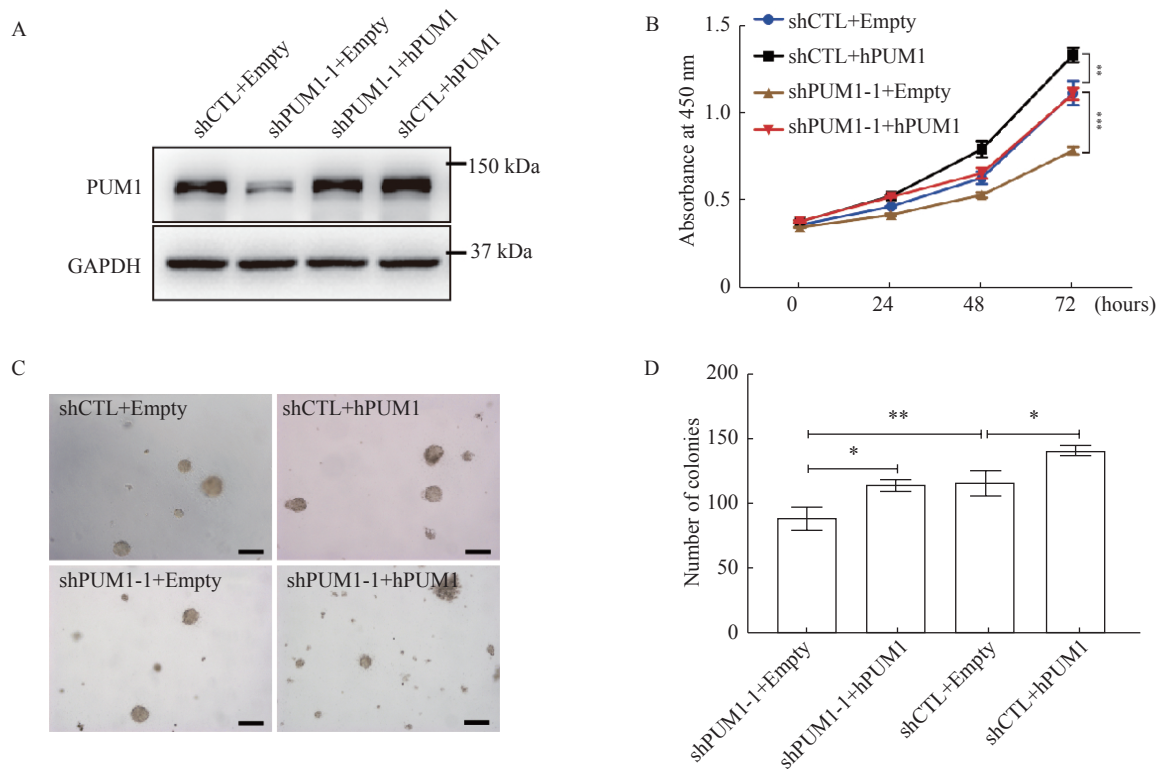 A
shCTL+Empty
shPUM1-1+Empty
shPUM1-1+hPUM1
shCTL+hPUM1
150 kDa
PUM1
37 kDa
GAPDH
B
shCTL+Empty
shCTL+hPUM1
shPUM1-1+Empty
shPUM1-1+hPUM1
**
***
Absorbance at 450 nm
1.5
1.0
0.5
0
0 24 48 72 (hours)
C
shCTL+Empty
shCTL+hPUM1
shPUM1-1+Empty
shPUM1-1+hPUM1
D
Number of colonies
200
150
100
50
0
**
*
*
shPUM1-1+Empty
shPUM1-1+hPUM1
shCTL+Empty
shCTL+hPUM1